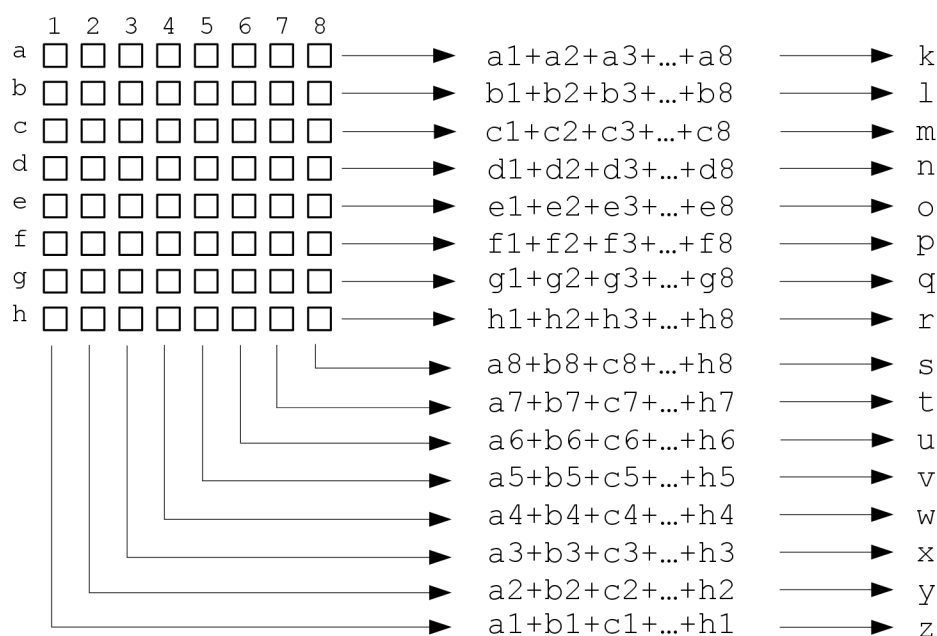 1 2 3 4 5 6 7 8
a a1+a2+a3+…+a8 k
b b1+b2+b3+…+b8 l
c c1+c2+c3+…+c8 m
d d1+d2+d3+…+d8 n
e e1+e2+e3+…+e8 o
f f1+f2+f3+…+f8 p
g g1+g2+g3+…+g8 q
h h1+h2+h3+…+h8 r
a8+b8+c8+…+h8 s
a7+b7+c7+…+h7 t
a6+b6+c6+…+h6 u
a5+b5+c5+…+h5 v
a4+b4+c4+…+h4 w
a3+b3+c3+…+h3 x
a2+b2+c2+…+h2 y
a1+b1+c1+…+h1 z